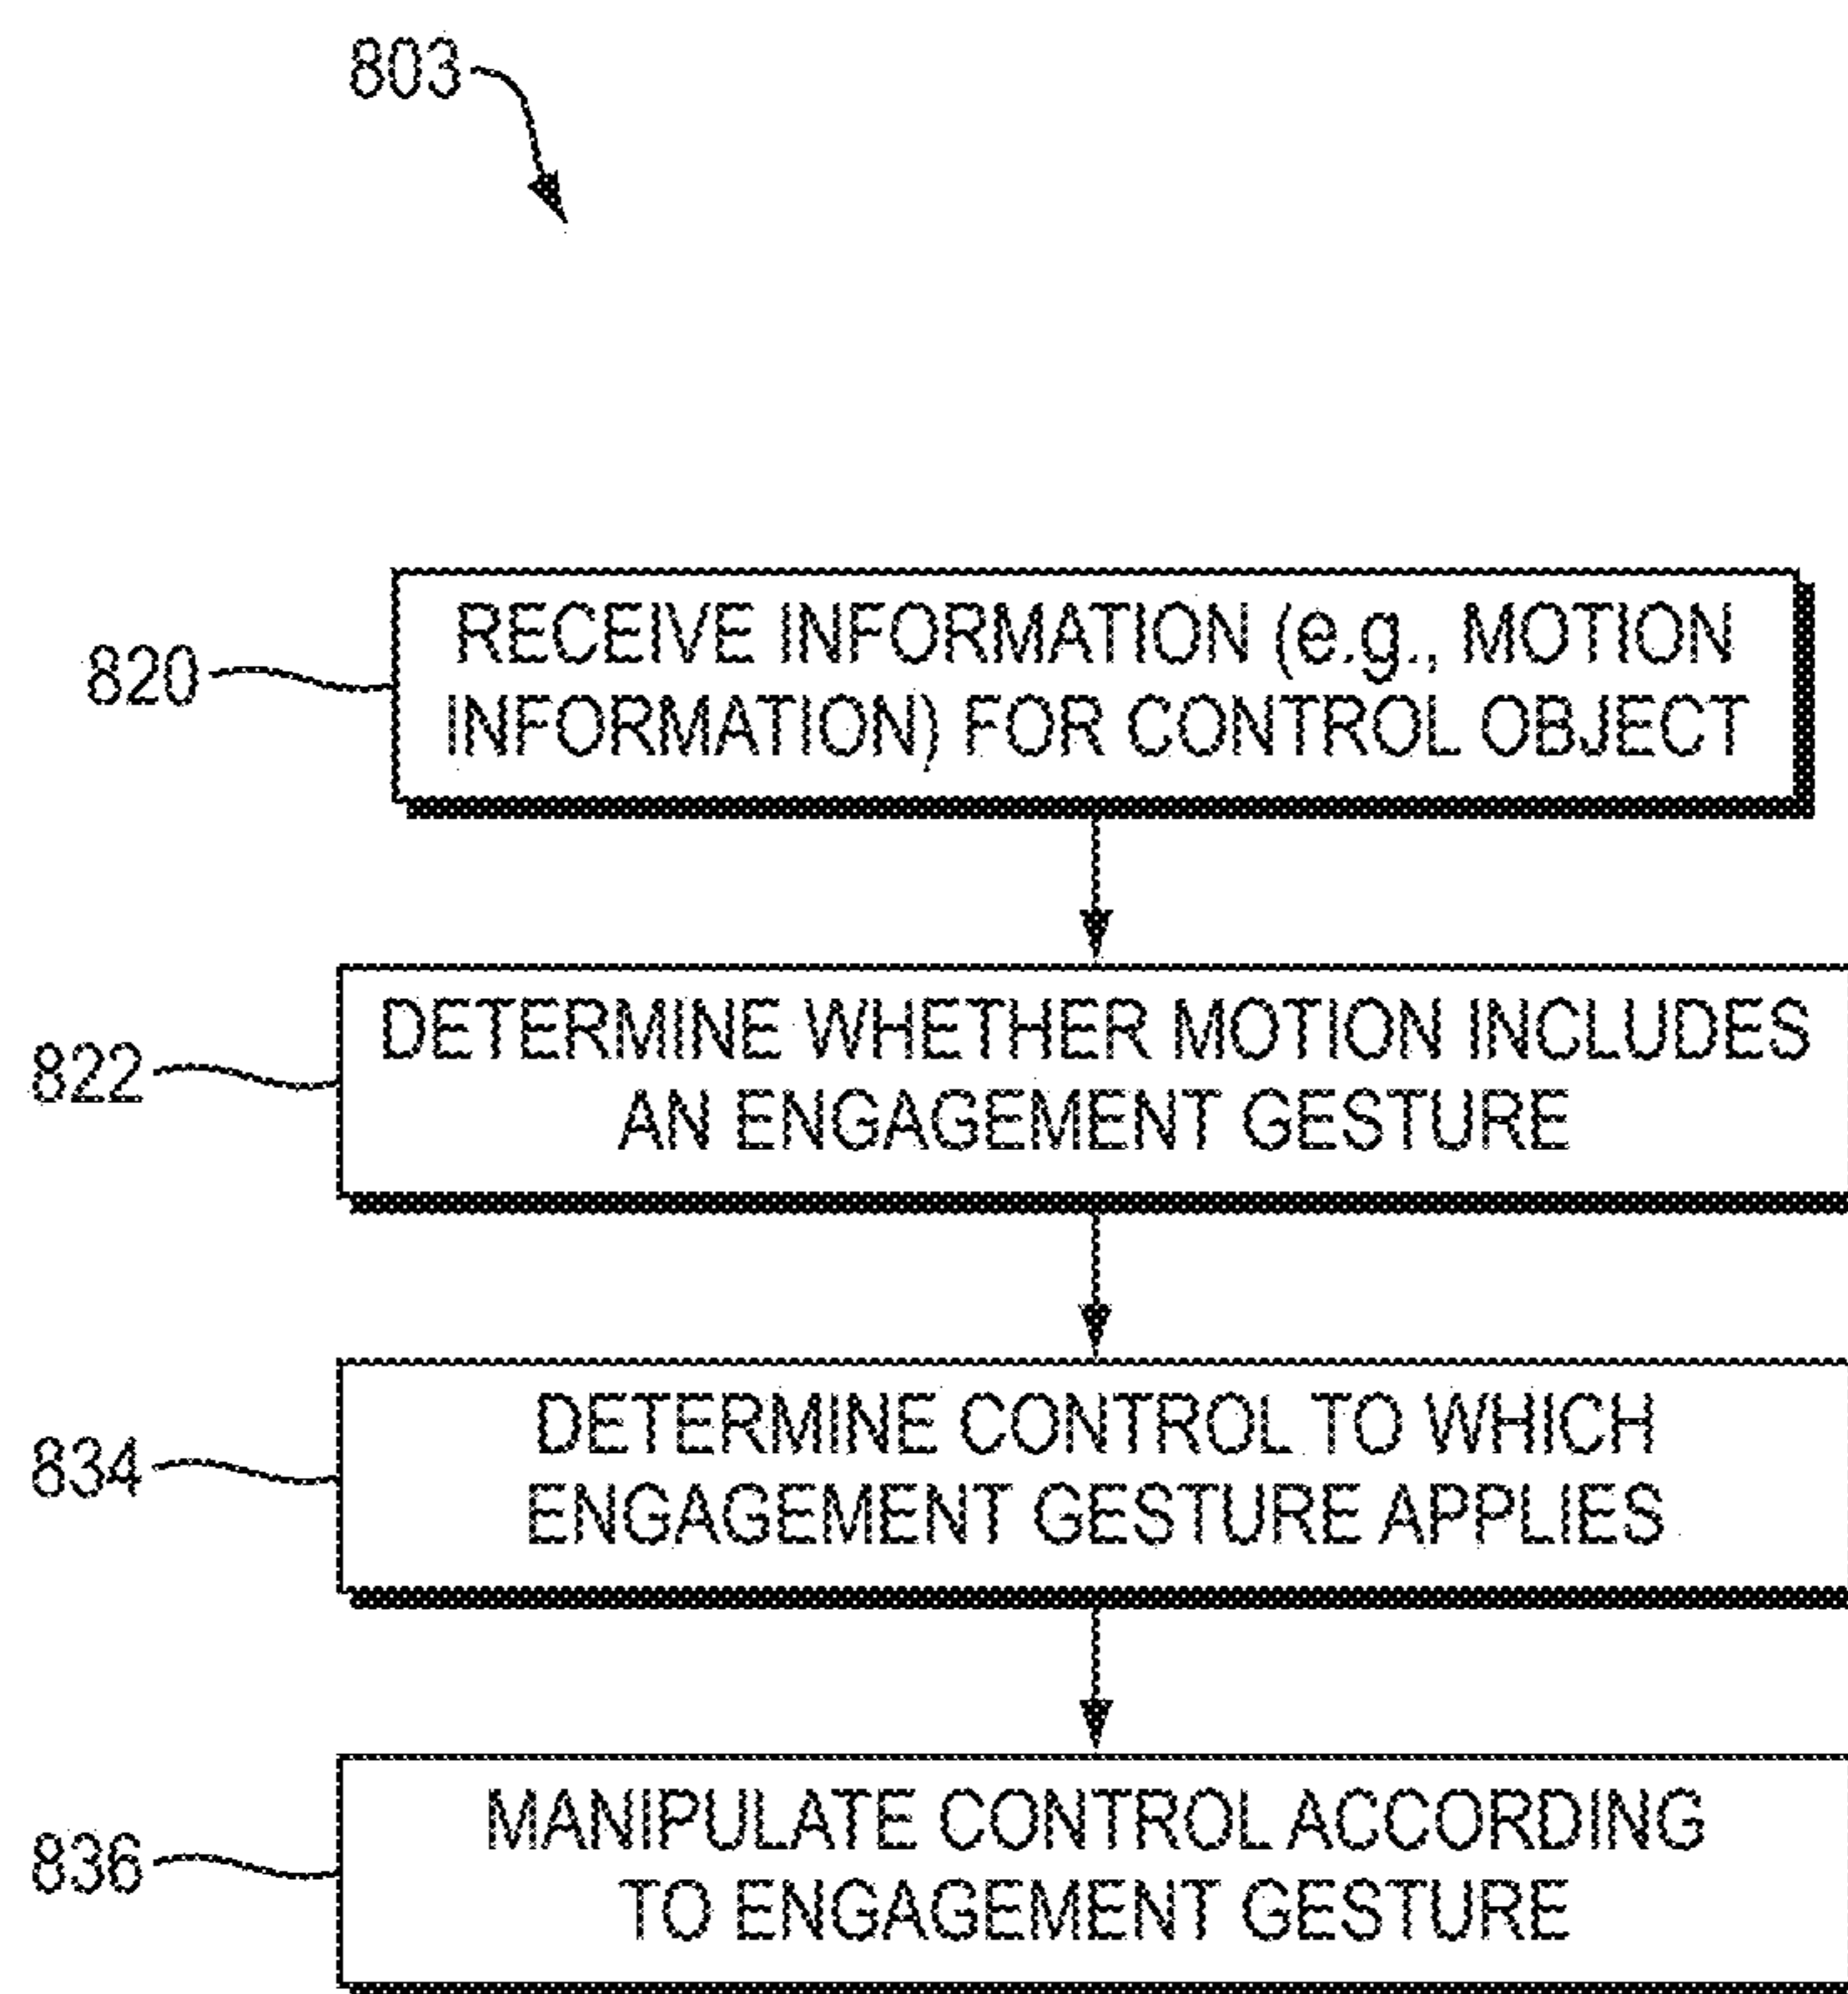 803
820
RECEIVE INFORMATION (e.g., MOTION
INFORMATION) FOR CONTROL OBJECT
822
DETERMINE WHETHER MOTION INCLUDES
AN ENGAGEMENT GESTURE
834
DETERMINE CONTROL TO WHICH
ENGAGEMENT GESTURE APPLIES
836
MANIPULATE CONTROL ACCORDING
TO ENGAGEMENT GESTURE